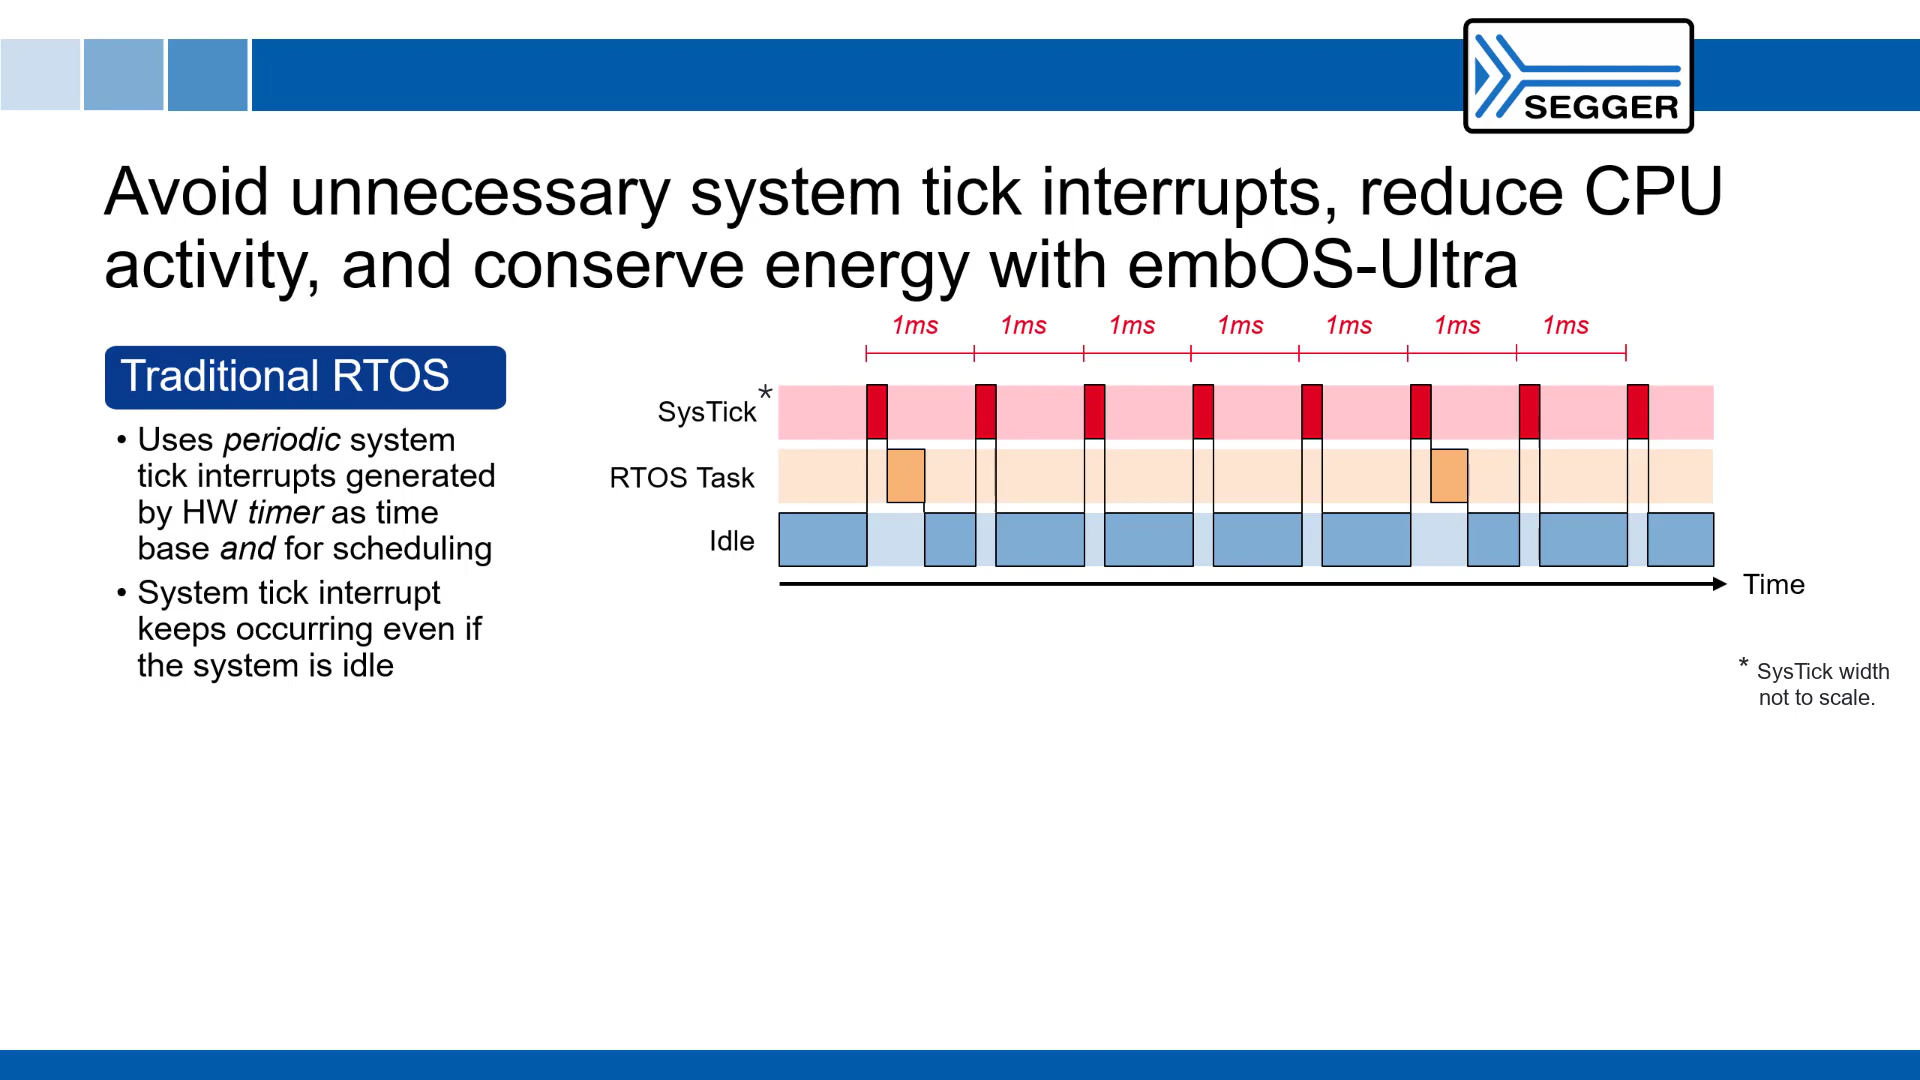 SEGGER
Avoid unnecessary system tick interrupts, reduce CPU
activity, and conserve energy with embOS-Ultra
Traditional RTOS
• Uses periodic system
tick interrupts generated
by HW timer as time
base and for scheduling
• System tick interrupt
keeps occurring even if
the system is idle
1ms 1ms 1ms 1ms 1ms 1ms 1ms
SysTick*
RTOS Task
Idle
Time
* SysTick width
not to scale.